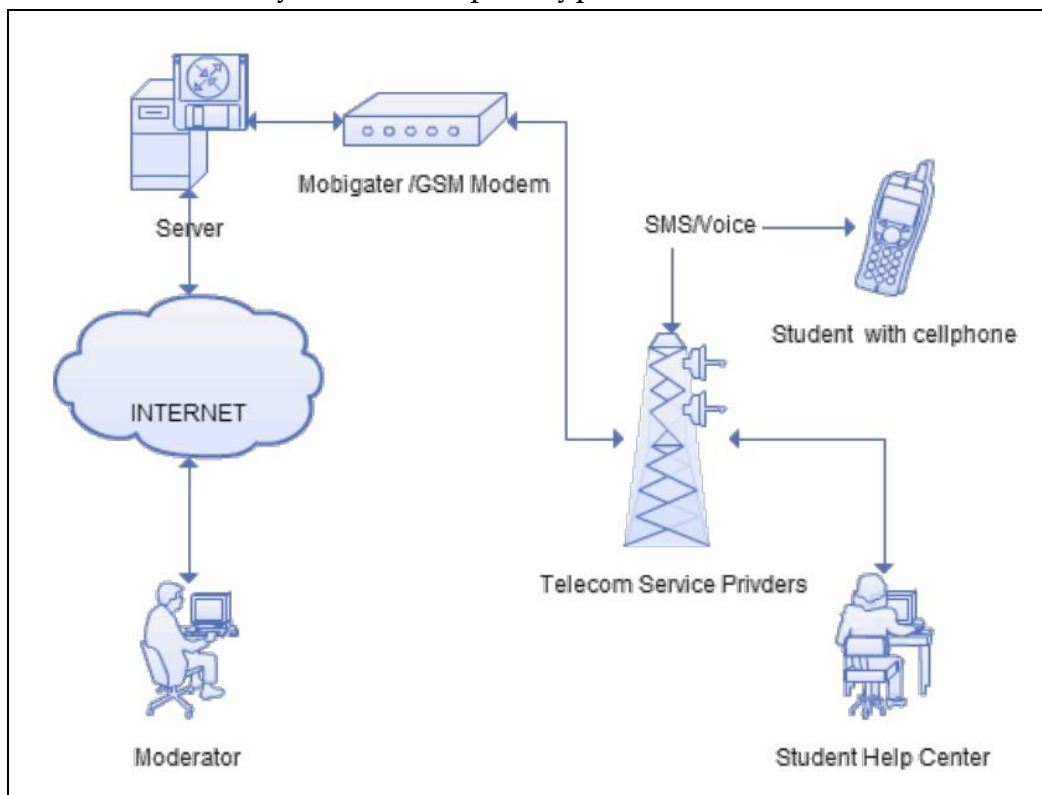 Mobigater /GSM Modem
Server
SMS/Voice
Student with cellphone
INTERNET
Telecom Service Privders
Moderator
Student Help Center